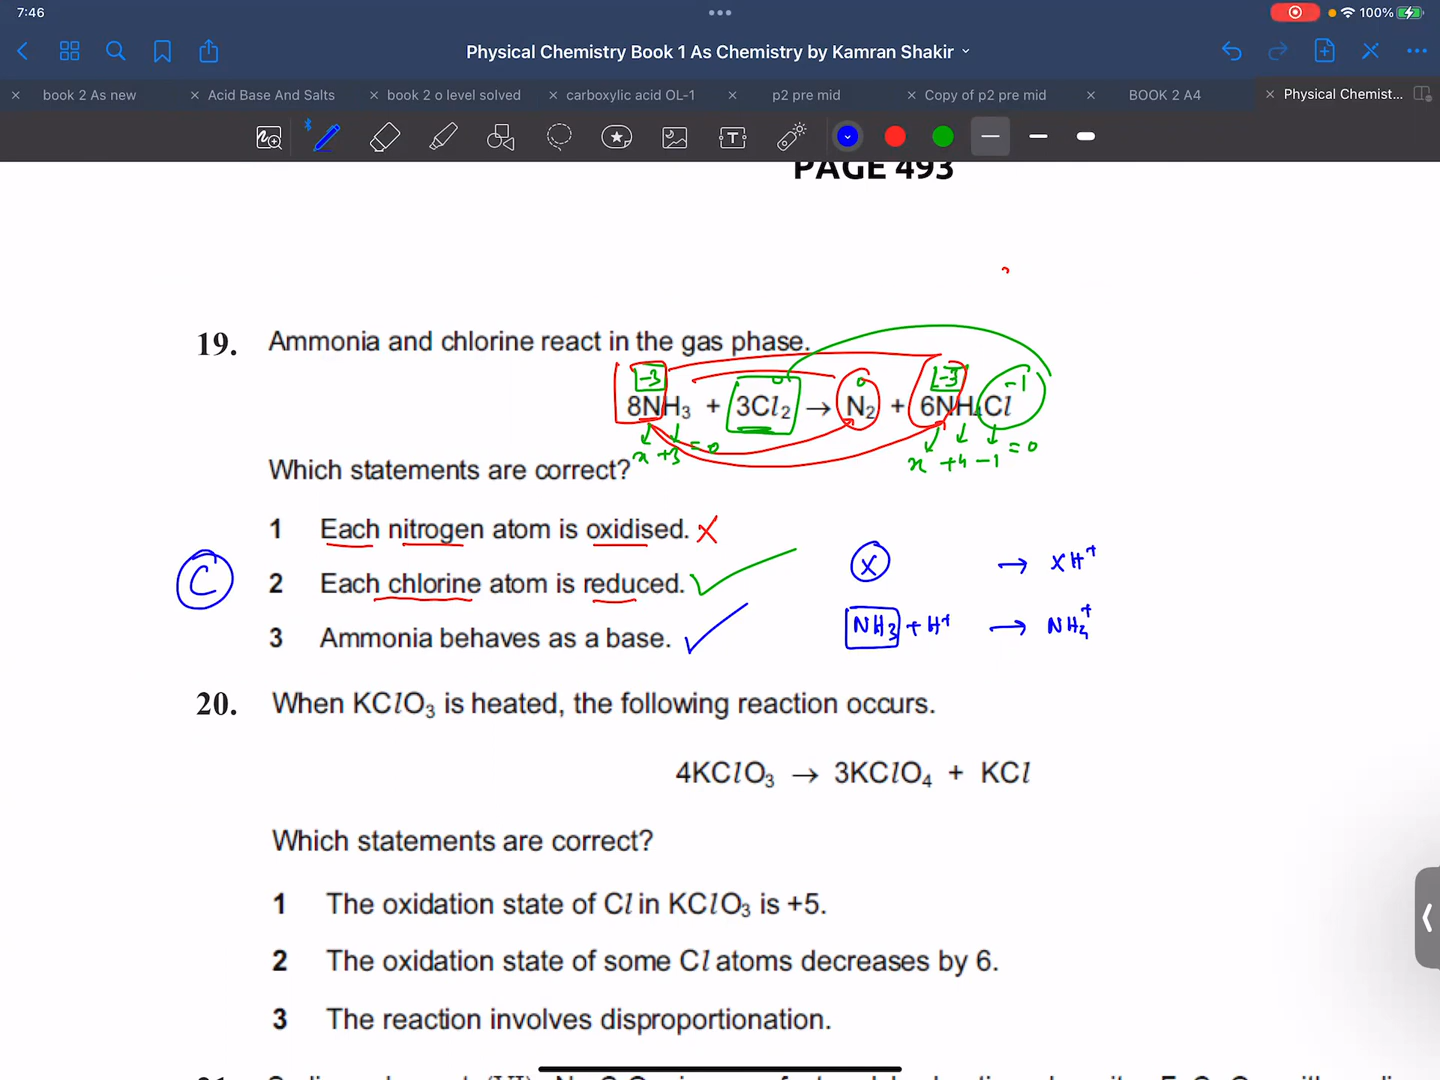 7:46
100%
Physical Chemistry Book 1 As Chemistry by Kamran Shakir
book 2 As new
Acid Base And Salts
book 2 o level solved
carboxylic acid OL-1
p2 pre mid
Copy of p2 pre mid
BOOK 2 A4
Physical Chemist...
PAGE 493
19. Ammonia and chlorine react in the gas phase.
-3 0 0 -3 -1
8NH₃ + 3Cl₂ → N₂ + 6NH₄Cl
x +3 = 0 x +4 -1 = 0
Which statements are correct?
1 Each nitrogen atom is oxidised. X
C
2 Each chlorine atom is reduced. ✓
X → XH⁺
3 Ammonia behaves as a base. ✓
NH₃ + H⁺ → NH₄⁺
20. When KClO₃ is heated, the following reaction occurs.
4KClO₃ → 3KClO₄ + KCl
Which statements are correct?
1 The oxidation state of Cl in KClO₃ is +5.
2 The oxidation state of some Cl atoms decreases by 6.
3 The reaction involves disproportionation.